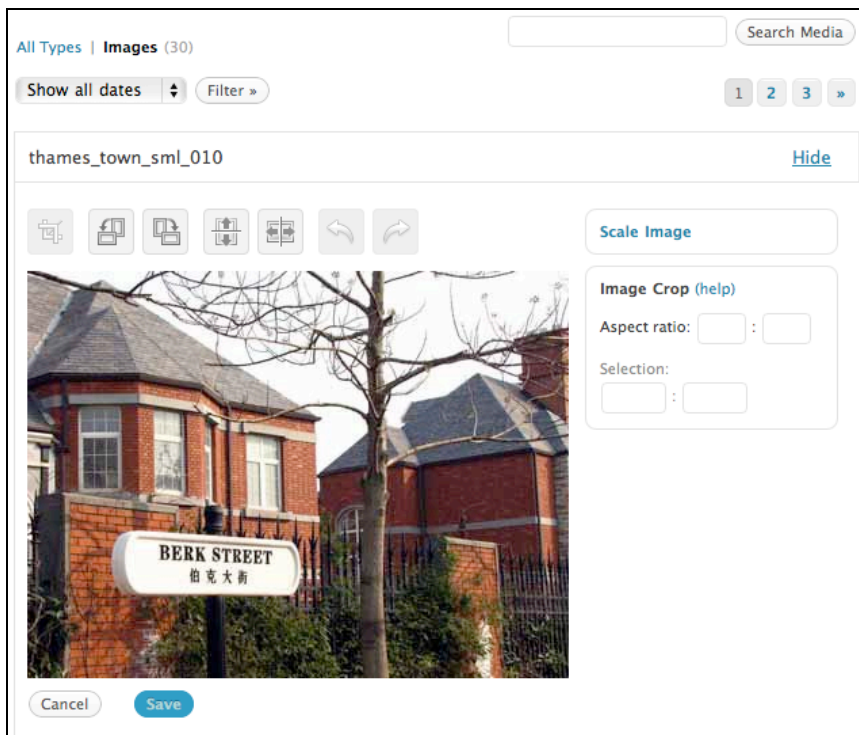 Search Media
All Types | Images (30)
Show all dates
Filter »
1 2 3 »
thames_town_sml_010
Hide
Scale Image
Image Crop (help)
Aspect ratio: :
Selection:
:
BERK STREET
伯克大街
Cancel
Save